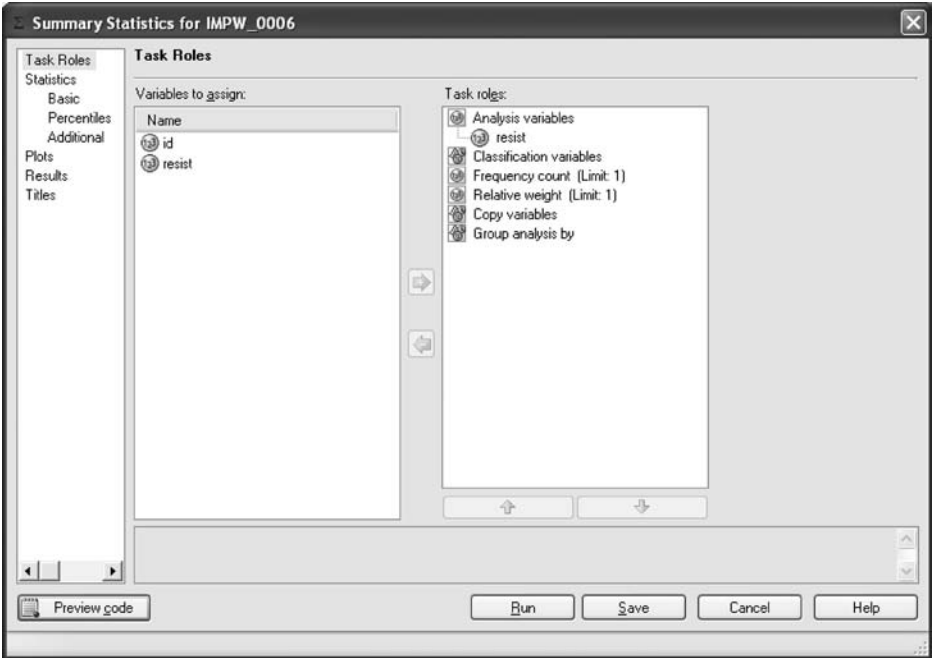 Summary Statistics for IMPW_0006
Task Roles
Statistics
Basic
Percentiles
Additional
Plots
Results
Titles
Task Roles
Variables to assign:
Name
id
resist
Task roles:
Analysis variables
resist
Classification variables
Frequency count (Limit: 1)
Relative weight (Limit: 1)
Copy variables
Group analysis by
Preview code
Run
Save
Cancel
Help